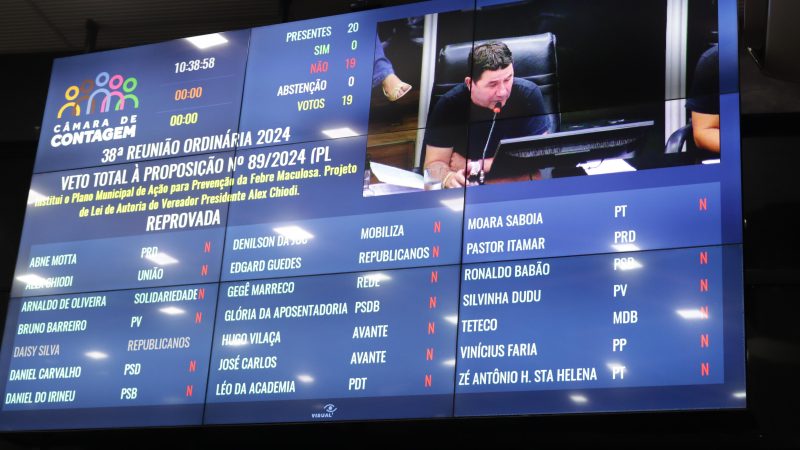 CÂMARA DE
CONTAGEM
10:38:58
00:00
00:00
PRESENTES 20
SIM 0
NÃO 19
ABSTENÇÃO 0
VOTOS 19
38ª REUNIÃO ORDINÁRIA 2024
VETO TOTAL À PROPOSIÇÃO Nº 89/2024 (PL
Institui o Plano Municipal de Ação para Prevenção da Febre Maculosa. Projeto
de Lei de Autoria do Vereador Presidente Alex Chiodi.
REPROVADA
ABNE MOTTA PRD N
ALEX CHIODI UNIÃO N
ARNALDO DE OLIVEIRA SOLIDARIEDADE N
BRUNO BARREIRO PV N
DAISY SILVA REPUBLICANOS
DANIEL CARVALHO PSD N
DANIEL DO IRINEU PSB N
DENILSON DA MOBILIZA N
EDGARD GUEDES REPUBLICANOS N
GEGÊ MARRECO REDE N
GLÓRIA DA APOSENTADORIA PSDB N
HUGO VILAÇA AVANTE N
JOSÉ CARLOS AVANTE N
LÉO DA ACADEMIA PDT N
MOARA SABOIA PT N
PASTOR ITAMAR PRD
RONALDO BABÃO PSD N
SILVINHA DUDU PV N
TETECO MDB N
VINÍCIUS FARIA PP N
ZÉ ANTÔNIO H. STA HELENA PT N
VISUAL